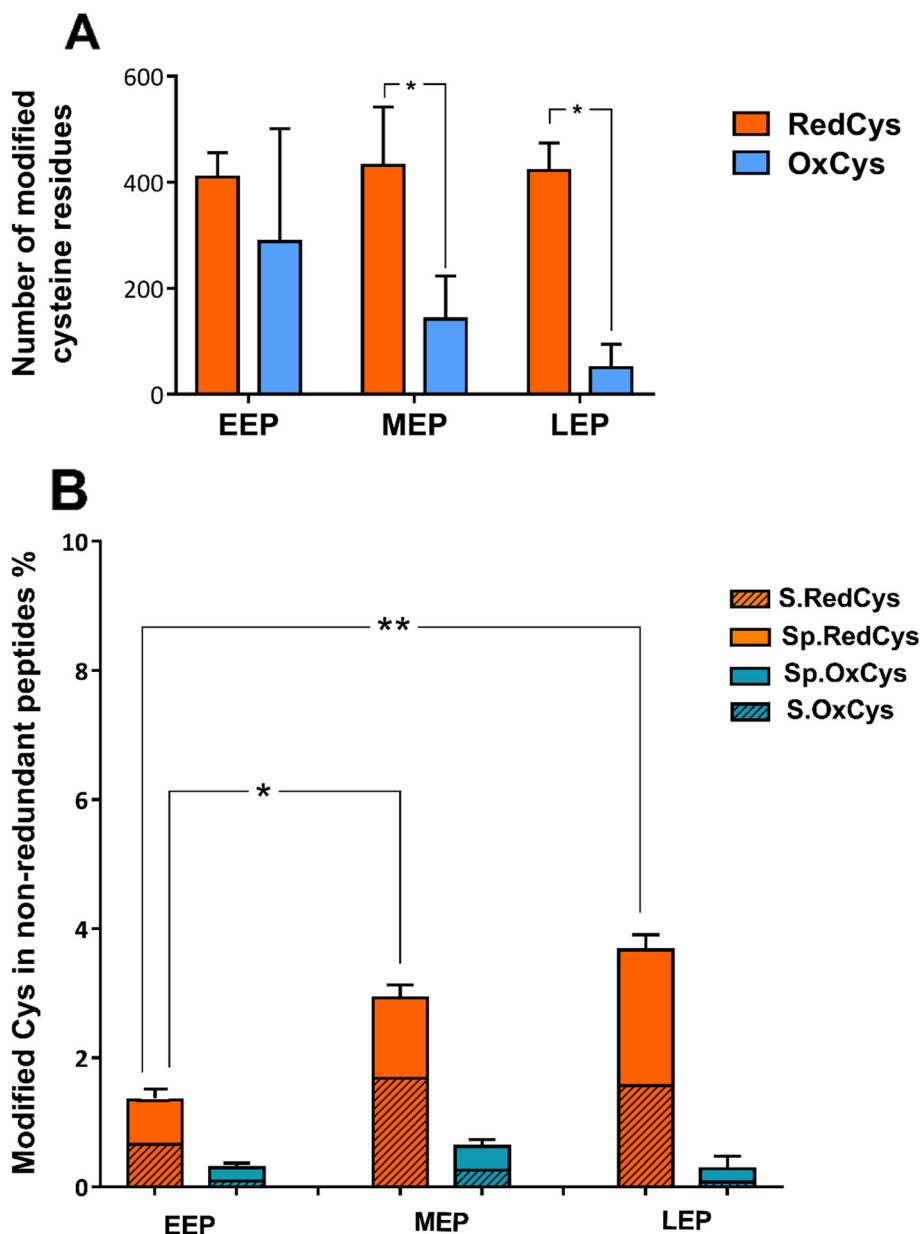 A
Number of modified
cysteine residues
600
400
200
0
*
*
EEP
MEP
LEP
RedCys
OxCys
B
Modified Cys in non-redundant peptides %
10
8
6
4
2
0
**
*
EEP
MEP
LEP
S.RedCys
Sp.RedCys
Sp.OxCys
S.OxCys